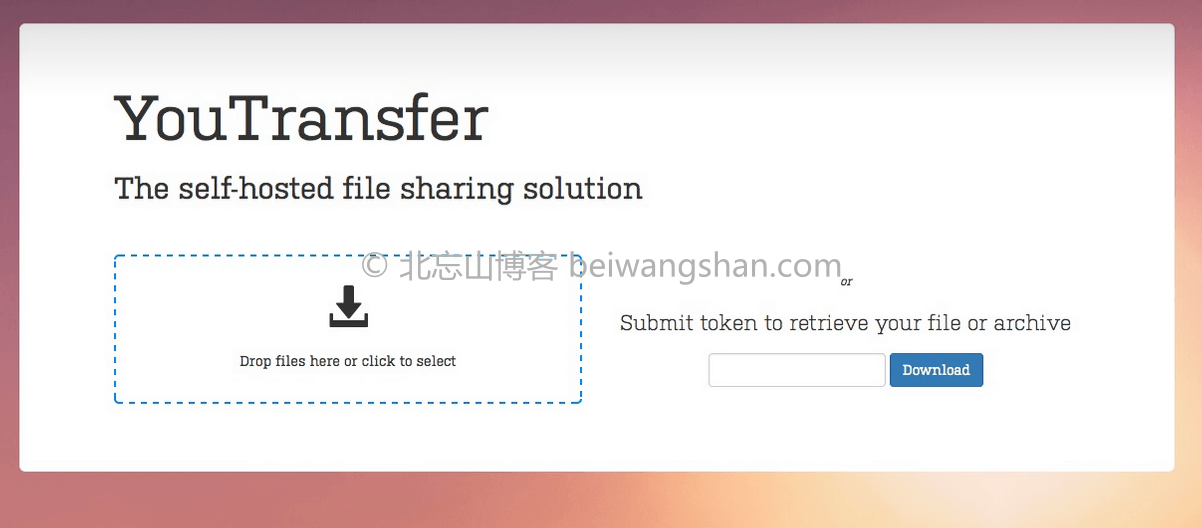 YouTransfer
The self-hosted file sharing solution
© 北忘山博客 beiwangshan.com
or
Drop files here or click to select
Submit token to retrieve your file or archive
Download